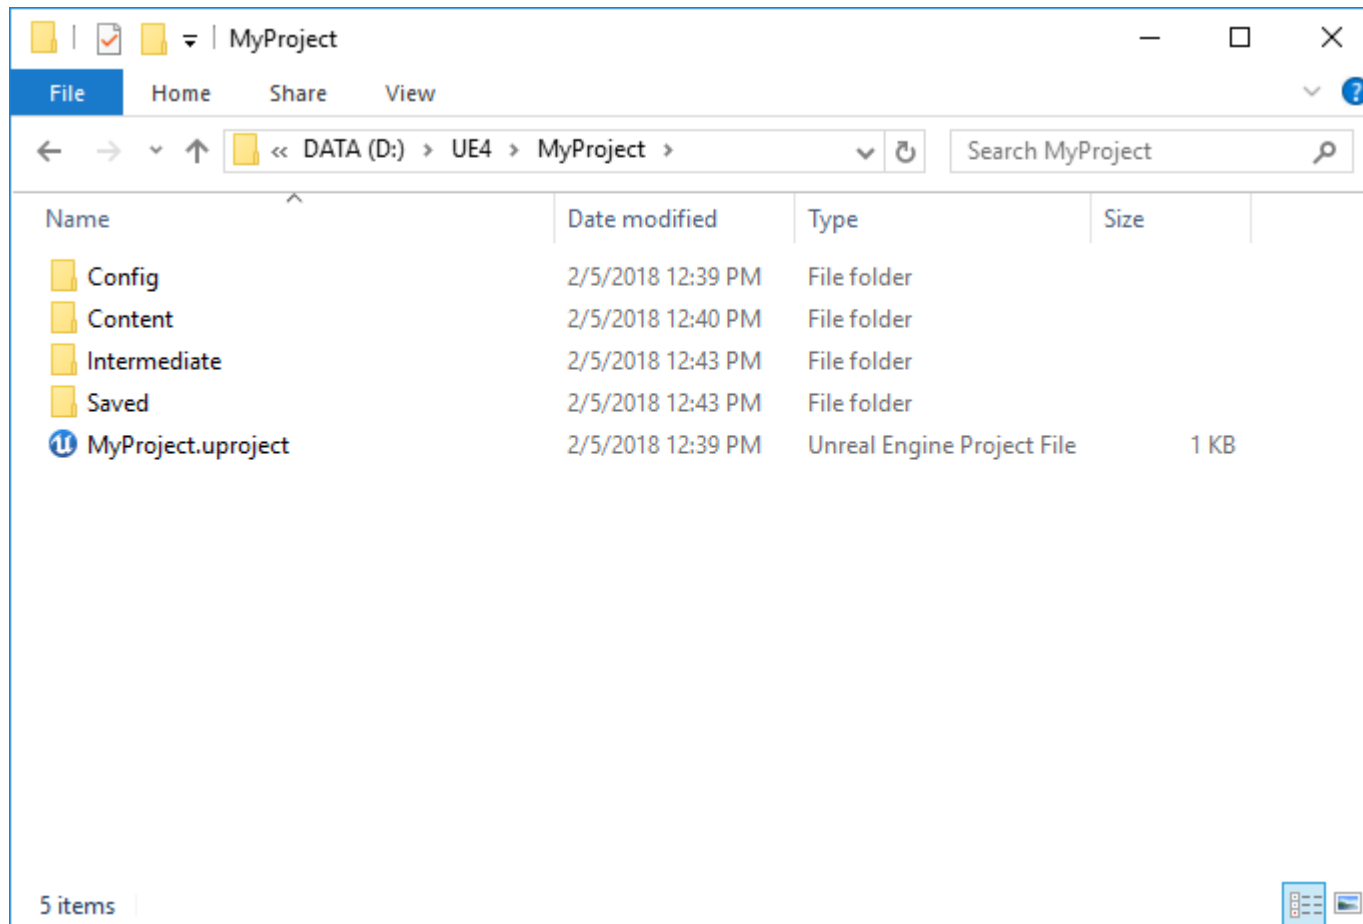 MyProject
File Home Share View
« DATA (D:) > UE4 > MyProject > Search MyProject
Name Date modified Type Size
Config 2/5/2018 12:39 PM File folder
Content 2/5/2018 12:40 PM File folder
Intermediate 2/5/2018 12:43 PM File folder
Saved 2/5/2018 12:43 PM File folder
MyProject.uproject 2/5/2018 12:39 PM Unreal Engine Project File 1 KB
5 items